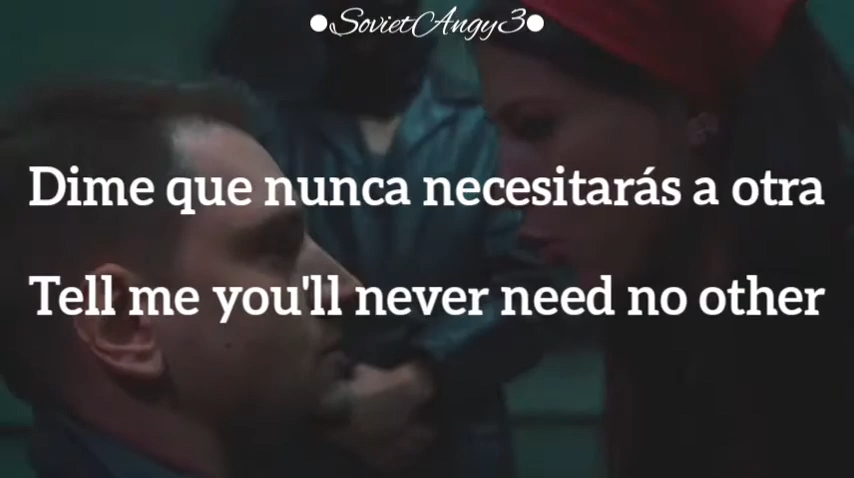 ●SovietAngy3●
Dime que nunca necesitarás a otra
Tell me you'll never need no other